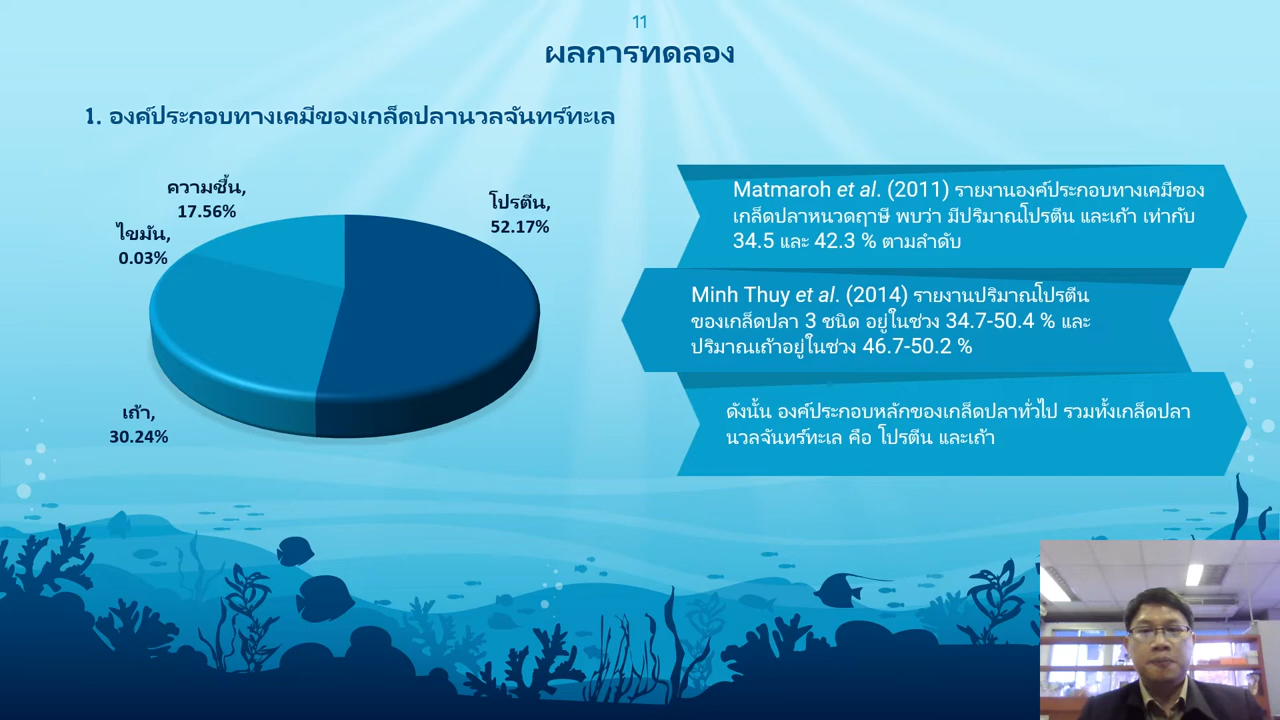 11
ผลการทดลอง
1. องค์ประกอบทางเคมีของเกล็ดปลานวลจันทร์ทะเล
ความชื้น,
17.56%
ไขมัน,
0.03%
โปรตีน,
52.17%
เถ้า,
30.24%
Matmaroh et al. (2011) รายงานองค์ประกอบทางเคมีของ
เกล็ดปลาหนวดฤาษี พบว่า มีปริมาณโปรตีน และเถ้า เท่ากับ
34.5 และ 42.3 % ตามลำดับ
Minh Thuy et al. (2014) รายงานปริมาณโปรตีน
ของเกล็ดปลา 3 ชนิด อยู่ในช่วง 34.7-50.4 % และ
ปริมาณเถ้าอยู่ในช่วง 46.7-50.2 %
ดังนั้น องค์ประกอบหลักของเกล็ดปลาทั่วไป รวมทั้งเกล็ดปลา
นวลจันทร์ทะเล คือ โปรตีน และเถ้า